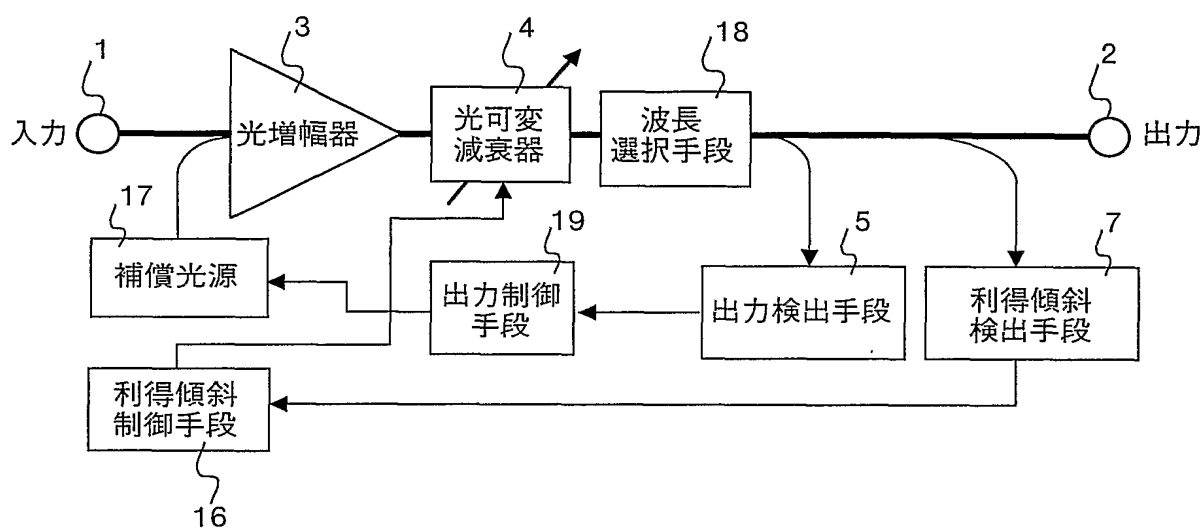 1
3
4
18
2
入力
光増幅器
光可変
減衰器
波長
選択手段
出力
17
補償光源
19
出力制御
手段
5
出力検出手段
7
利得傾斜
検出手段
利得傾斜
制御手段
16